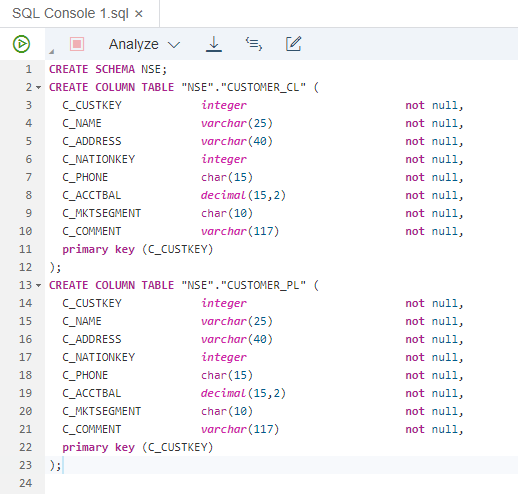 SQL Console 1.sql ×
Analyze
1 CREATE SCHEMA NSE;
2 CREATE COLUMN TABLE "NSE"."CUSTOMER_CL" (
3 C_CUSTKEY integer not null,
4 C_NAME varchar(25) not null,
5 C_ADDRESS varchar(40) not null,
6 C_NATIONKEY integer not null,
7 C_PHONE char(15) not null,
8 C_ACCTBAL decimal(15,2) not null,
9 C_MKTSEGMENT char(10) not null,
10 C_COMMENT varchar(117) not null,
11 primary key (C_CUSTKEY)
12 );
13 CREATE COLUMN TABLE "NSE"."CUSTOMER_PL" (
14 C_CUSTKEY integer not null,
15 C_NAME varchar(25) not null,
16 C_ADDRESS varchar(40) not null,
17 C_NATIONKEY integer not null,
18 C_PHONE char(15) not null,
19 C_ACCTBAL decimal(15,2) not null,
20 C_MKTSEGMENT char(10) not null,
21 C_COMMENT varchar(117) not null,
22 primary key (C_CUSTKEY)
23 );
24